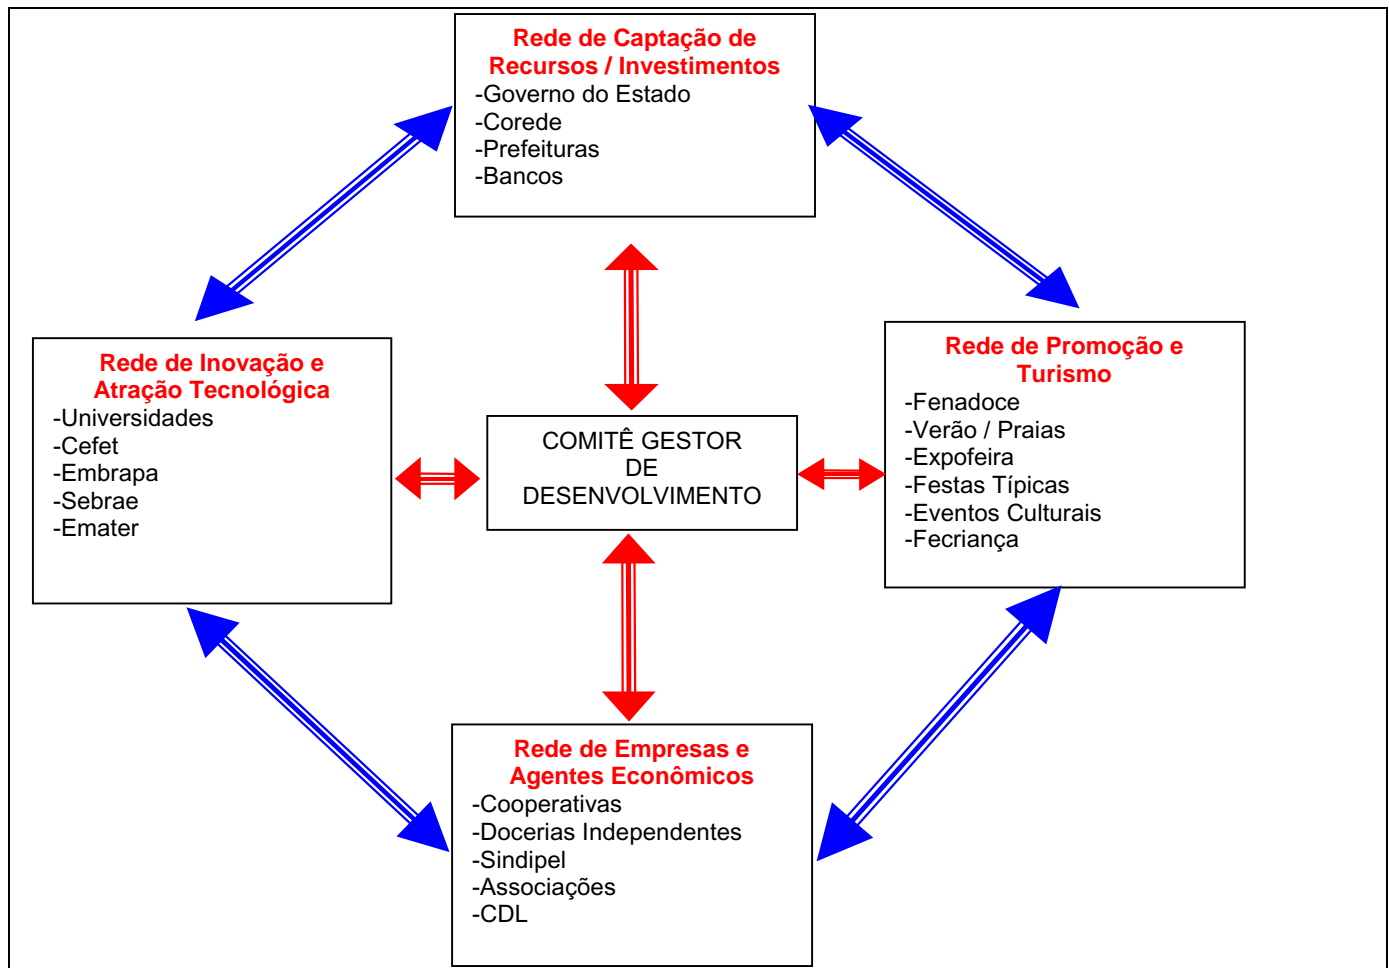 Rede de Captação de
Recursos / Investimentos
-Governo do Estado
-Corede
-Prefeituras
-Bancos
Rede de Inovação e
Atração Tecnológica
-Universidades
-Cefet
-Embrapa
-Sebrae
-Emater
COMITÊ GESTOR
DE
DESENVOLVIMENTO
Rede de Promoção e
Turismo
-Fenadoce
-Verão / Praias
-Expofeira
-Festas Típicas
-Eventos Culturais
-Fecriança
Rede de Empresas e
Agentes Econômicos
-Cooperativas
-Docerias Independentes
-Sindipel
-Associações
-CDL